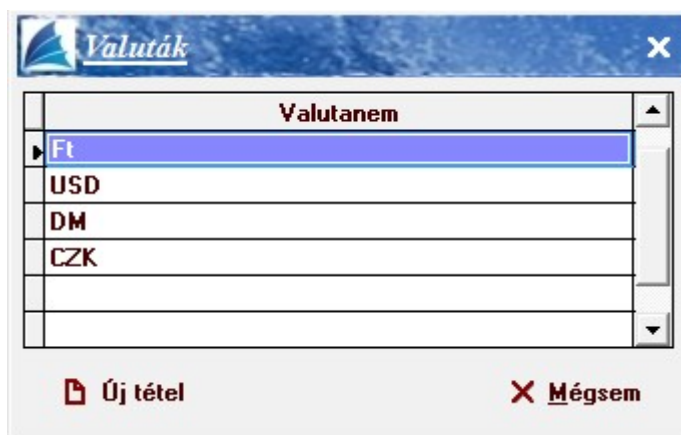 Valuták
Valutanem
Ft
USD
DM
CZK
Új tétel
Mégsem